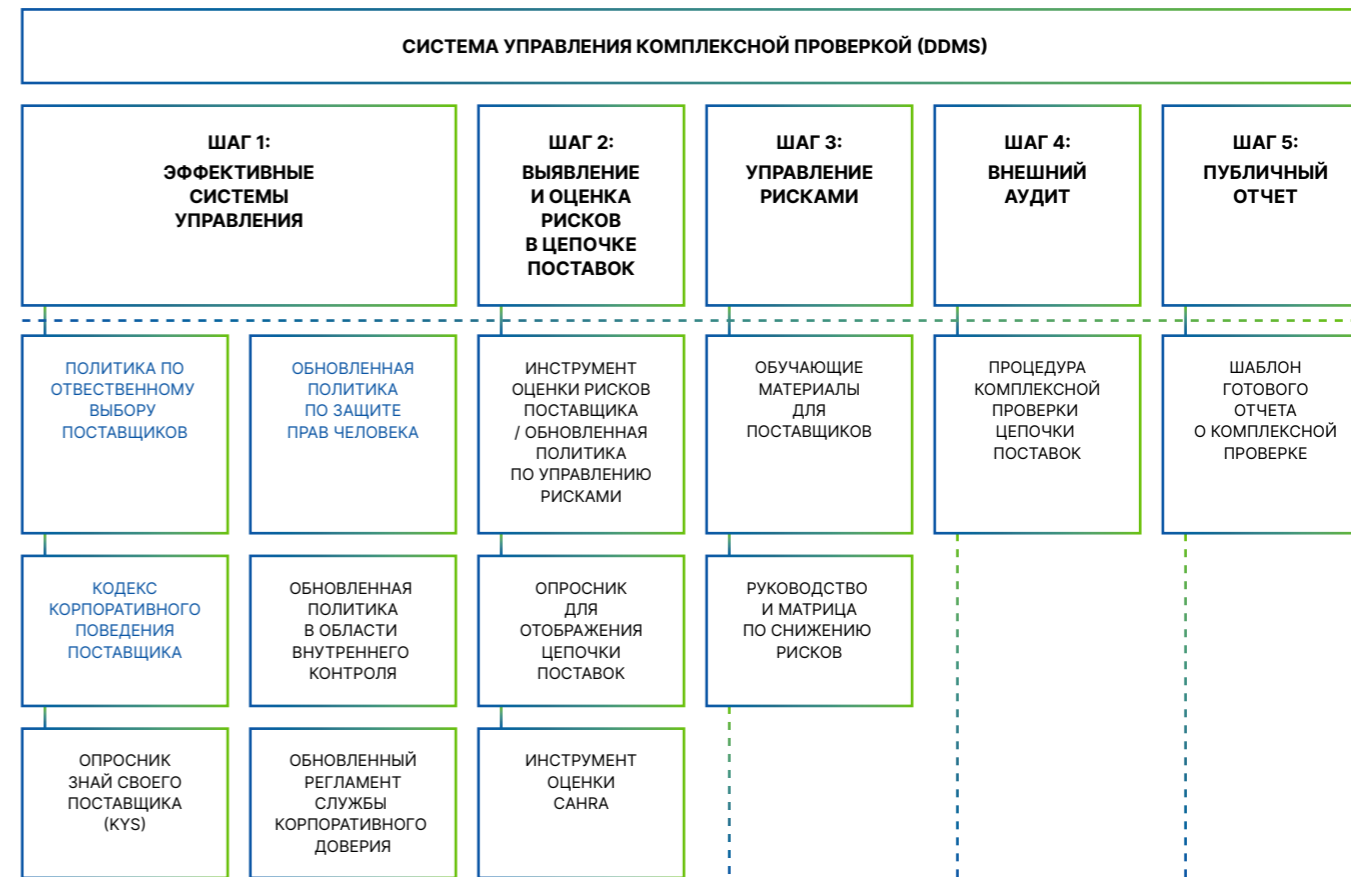 СИСТЕМА УПРАВЛЕНИЯ КОМПЛЕКСНОЙ ПРОВЕРКОЙ (DDMS)
ШАГ 1:
ЭФФЕКТИВНЫЕ
СИСТЕМЫ
УПРАВЛЕНИЯ
ШАГ 2:
ВЫЯВЛЕНИЕ
И ОЦЕНКА
РИСКОВ
В ЦЕПОЧКЕ
ПОСТАВОК
ШАГ 3:
УПРАВЛЕНИЕ
РИСКАМИ
ШАГ 4:
ВНЕШНИЙ
АУДИТ
ШАГ 5:
ПУБЛИЧНЫЙ
ОТЧЕТ
ПОЛИТИКА ПО
ОТВЕСТВЕННОМУ
ВЫБОРУ
ПОСТАВЩИКОВ
ОБНОВЛЕННАЯ
ПОЛИТИКА
ПО ЗАЩИТЕ
ПРАВ ЧЕЛОВЕКА
ИНСТРУМЕНТ
ОЦЕНКИ РИСКОВ
ПОСТАВЩИКА
/ ОБНОВЛЕННАЯ
ПОЛИТИКА
ПО УПРАВЛЕНИЮ
РИСКАМИ
ОБУЧАЮЩИЕ
МАТЕРИАЛЫ
ДЛЯ
ПОСТАВЩИКОВ
ПРОЦЕДУРА
КОМПЛЕКСНОЙ
ПРОВЕРКИ
ЦЕПОЧКИ
ПОСТАВОК
ШАБЛОН
ГОТОВОГО
ОТЧЕТА
О КОМПЛЕКСНОЙ
ПРОВЕРКЕ
КОДЕКС
КОРПОРАТИВНОГО
ПОВЕДЕНИЯ
ПОСТАВЩИКА
ОБНОВЛЕННАЯ
ПОЛИТИКА
В ОБЛАСТИ
ВНУТРЕННЕГО
КОНТРОЛЯ
ОПРОСНИК
ДЛЯ
ОТОБРАЖЕНИЯ
ЦЕПОЧКИ
ПОСТАВОК
РУКОВОДСТВО
И МАТРИЦА
ПО СНИЖЕНИЮ
РИСКОВ
ОПРОСНИК
ЗНАЙ СВОЕГО
ПОСТАВЩИКА
(KYS)
ОБНОВЛЕННЫЙ
РЕГЛАМЕНТ
СЛУЖБЫ
КОРПОРАТИВНОГО
ДОВЕРИЯ
ИНСТРУМЕНТ
ОЦЕНКИ
CAHRA